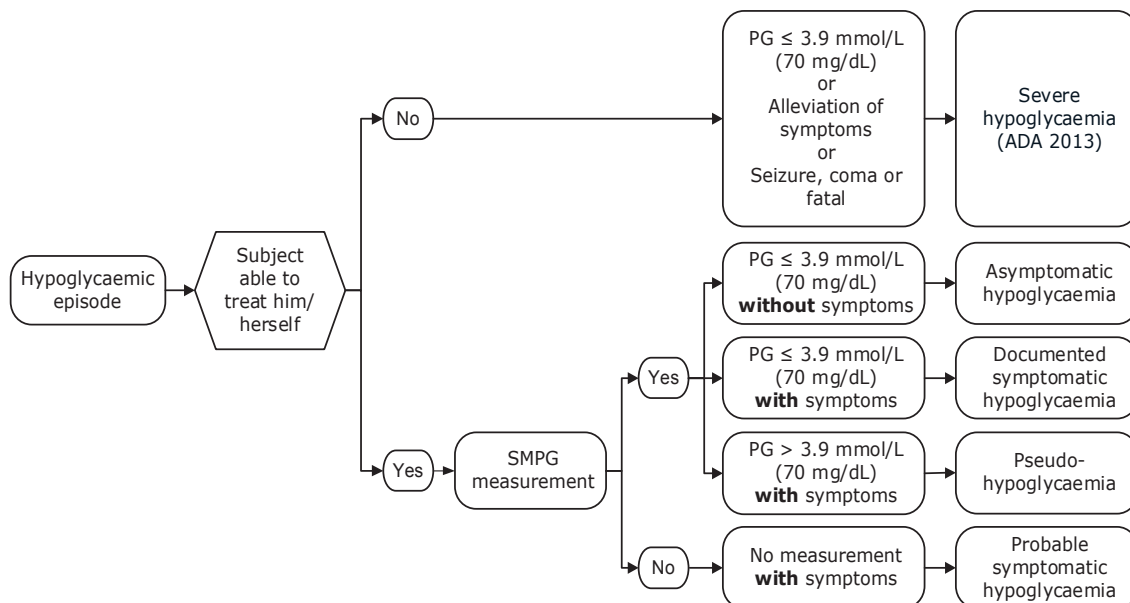 Hypoglycaemic
episode
Subject
able to
treat him/
herself
No
PG ≤ 3.9 mmol/L
(70 mg/dL)
or
Alleviation of
symptoms
or
Seizure, coma or
fatal
Severe
hypoglycaemia
(ADA 2013)
Yes
SMPG
measurement
Yes
PG ≤ 3.9 mmol/L
(70 mg/dL)
without symptoms
Asymptomatic
hypoglycaemia
PG ≤ 3.9 mmol/L
(70 mg/dL)
with symptoms
Documented
symptomatic
hypoglycaemia
PG > 3.9 mmol/L
(70 mg/dL)
with symptoms
Pseudo-
hypoglycaemia
No
No measurement
with symptoms
Probable
symptomatic
hypoglycaemia